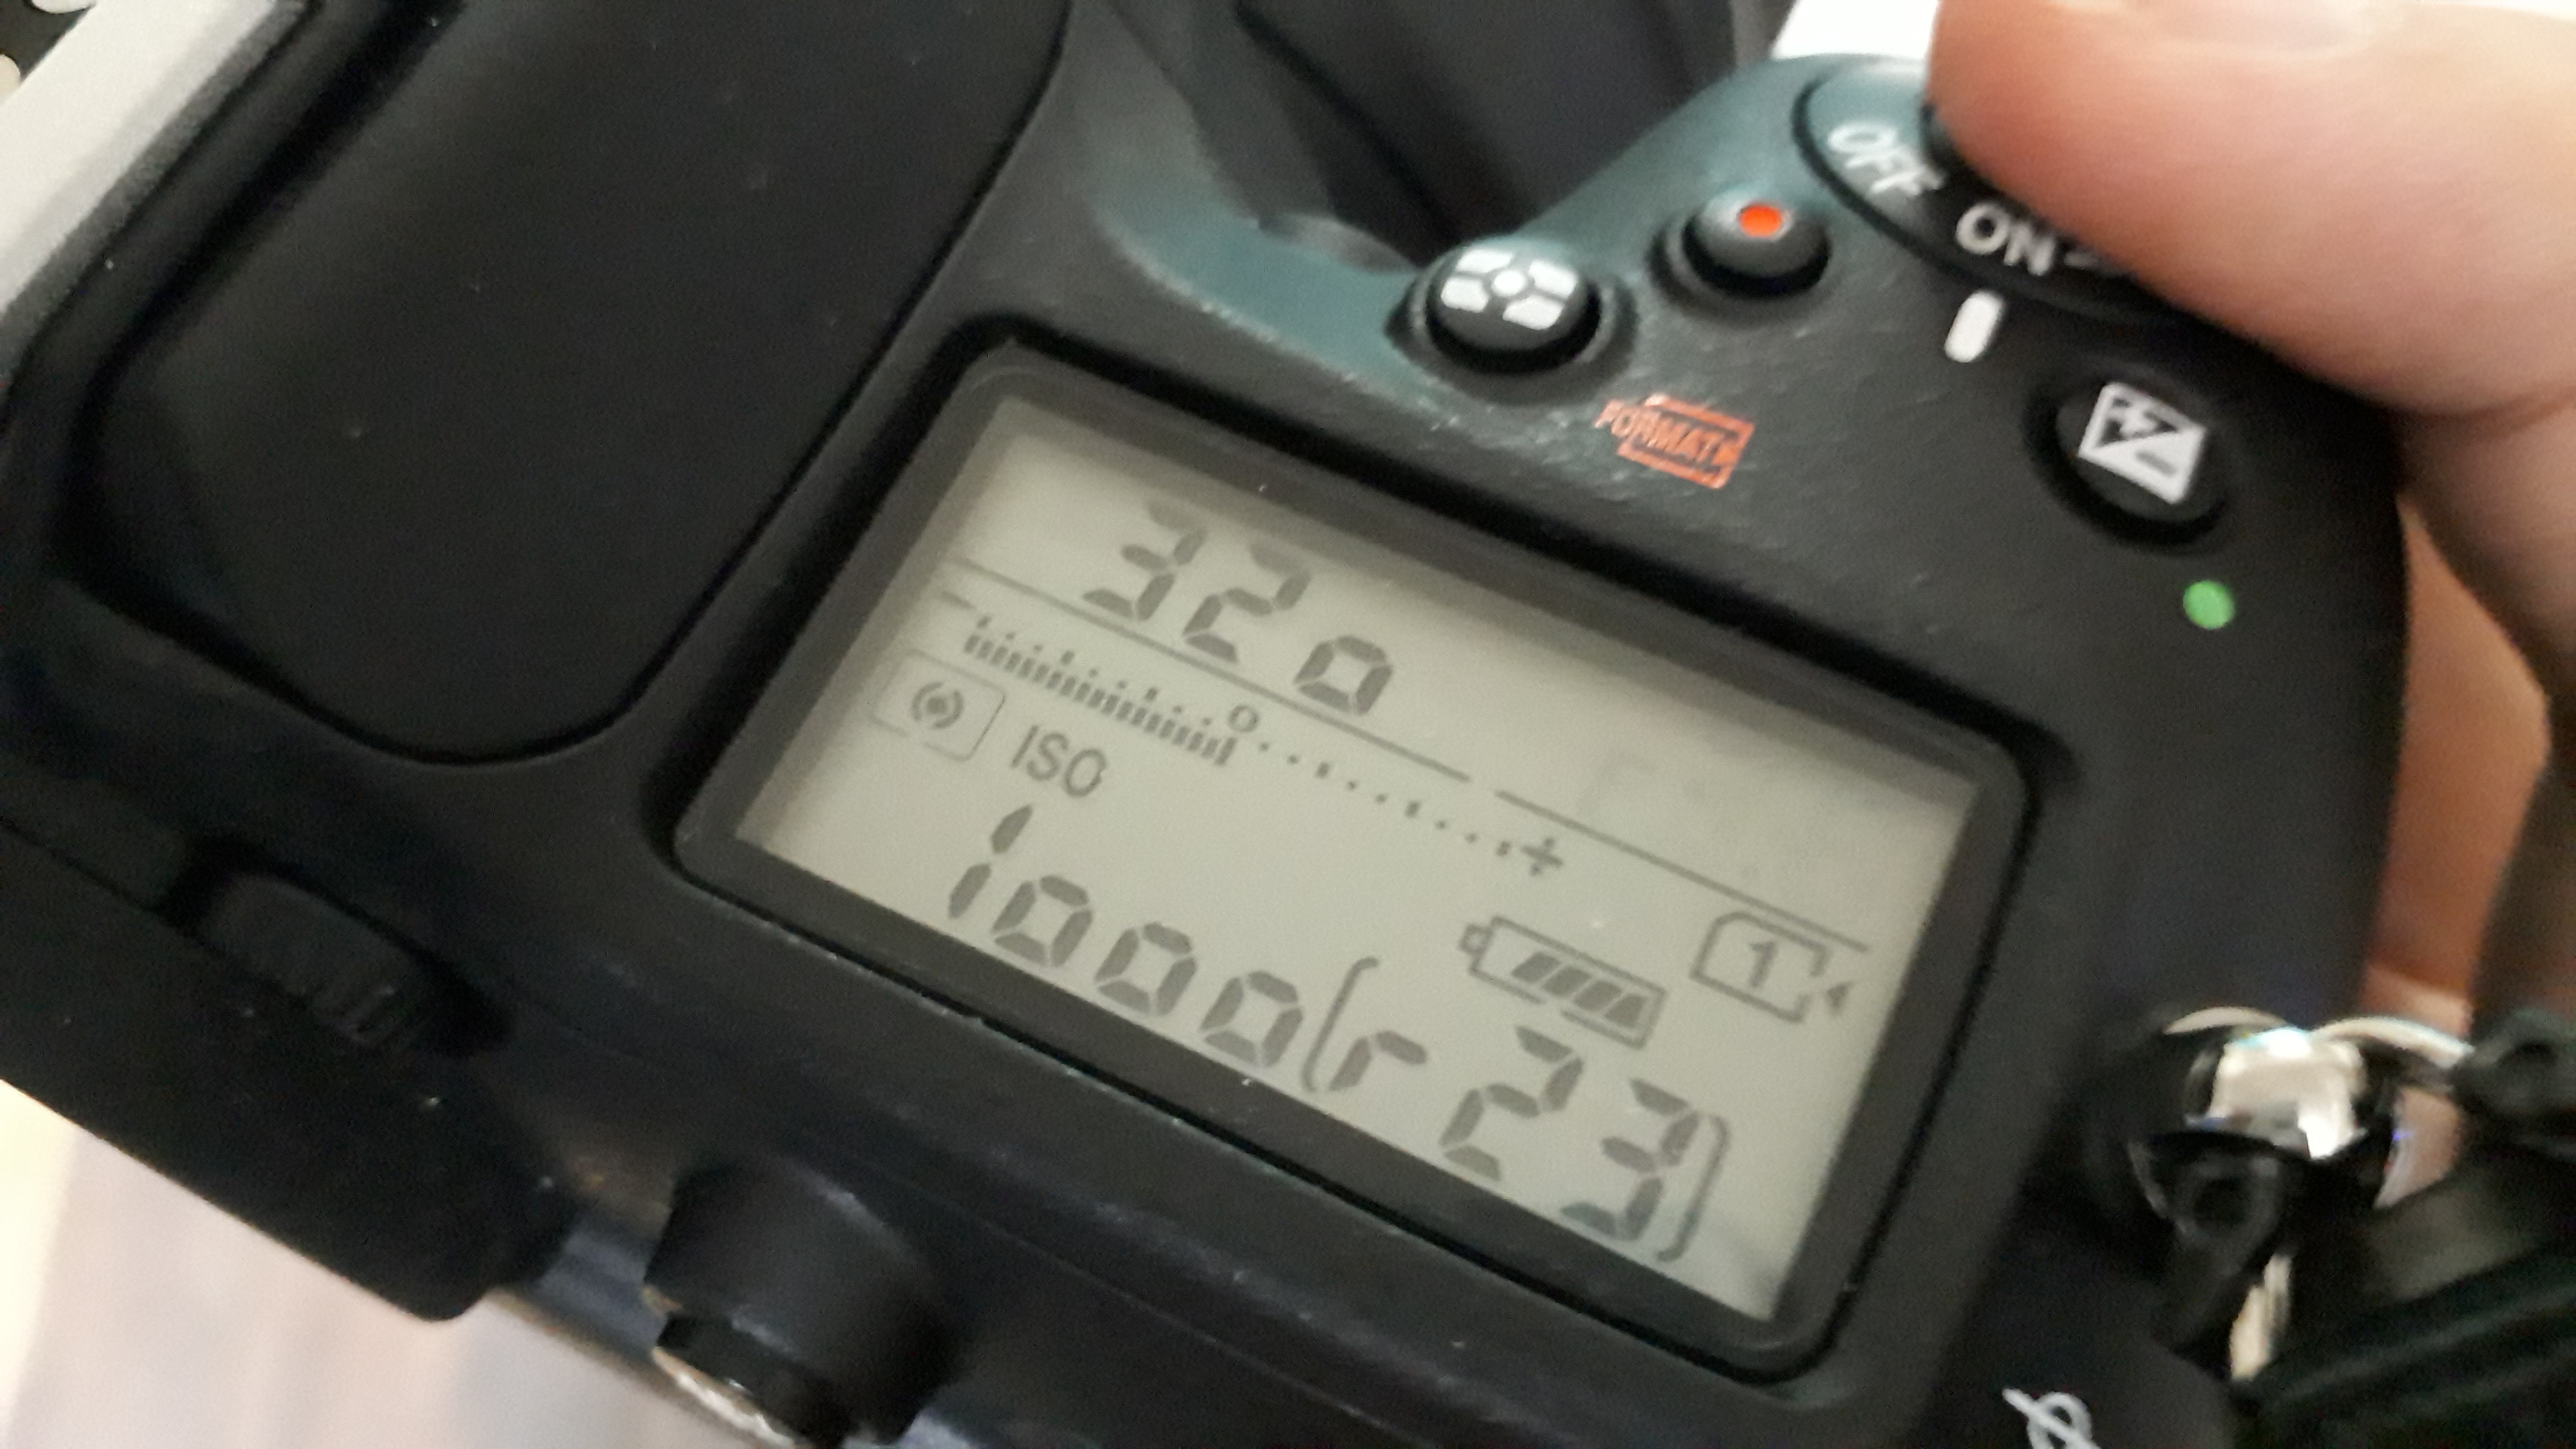 OFF ON
FORMAT
320
ISO
1
1000[r23]